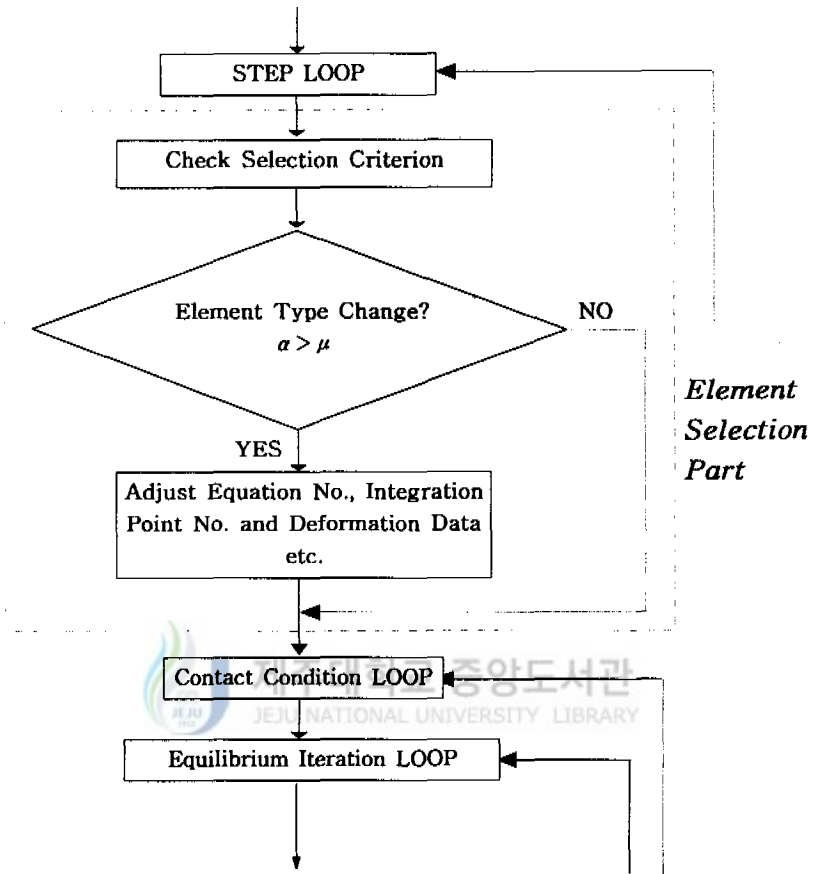 STEP LOOP
Check Selection Criterion
Element Type Change?
α > μ
NO
YES
Element
Selection
Part
Adjust Equation No., Integration
Point No. and Deformation Data
etc.
Contact Condition LOOP
제주대학교 중앙도서관
JEJU
1952
JEJU NATIONAL UNIVERSITY LIBRARY
Equilibrium Iteration LOOP